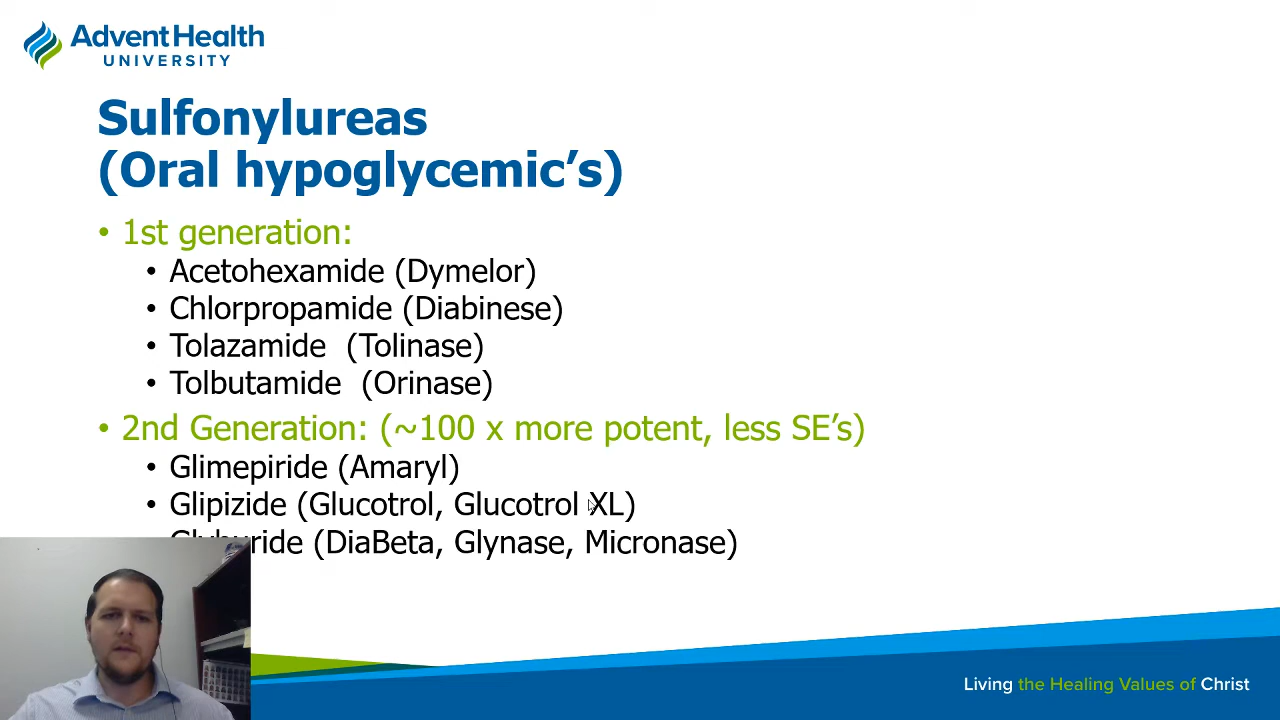 AdventHealth
UNIVERSITY
Sulfonylureas
(Oral hypoglycemic’s)
• 1st generation:
• Acetohexamide (Dymelor)
• Chlorpropamide (Diabinese)
• Tolazamide (Tolinase)
• Tolbutamide (Orinase)
• 2nd Generation: (~100 x more potent, less SE’s)
• Glimepiride (Amaryl)
• Glipizide (Glucotrol, Glucotrol XL)
Glyburide (DiaBeta, Glynase, Micronase)
Living the Healing Values of Christ